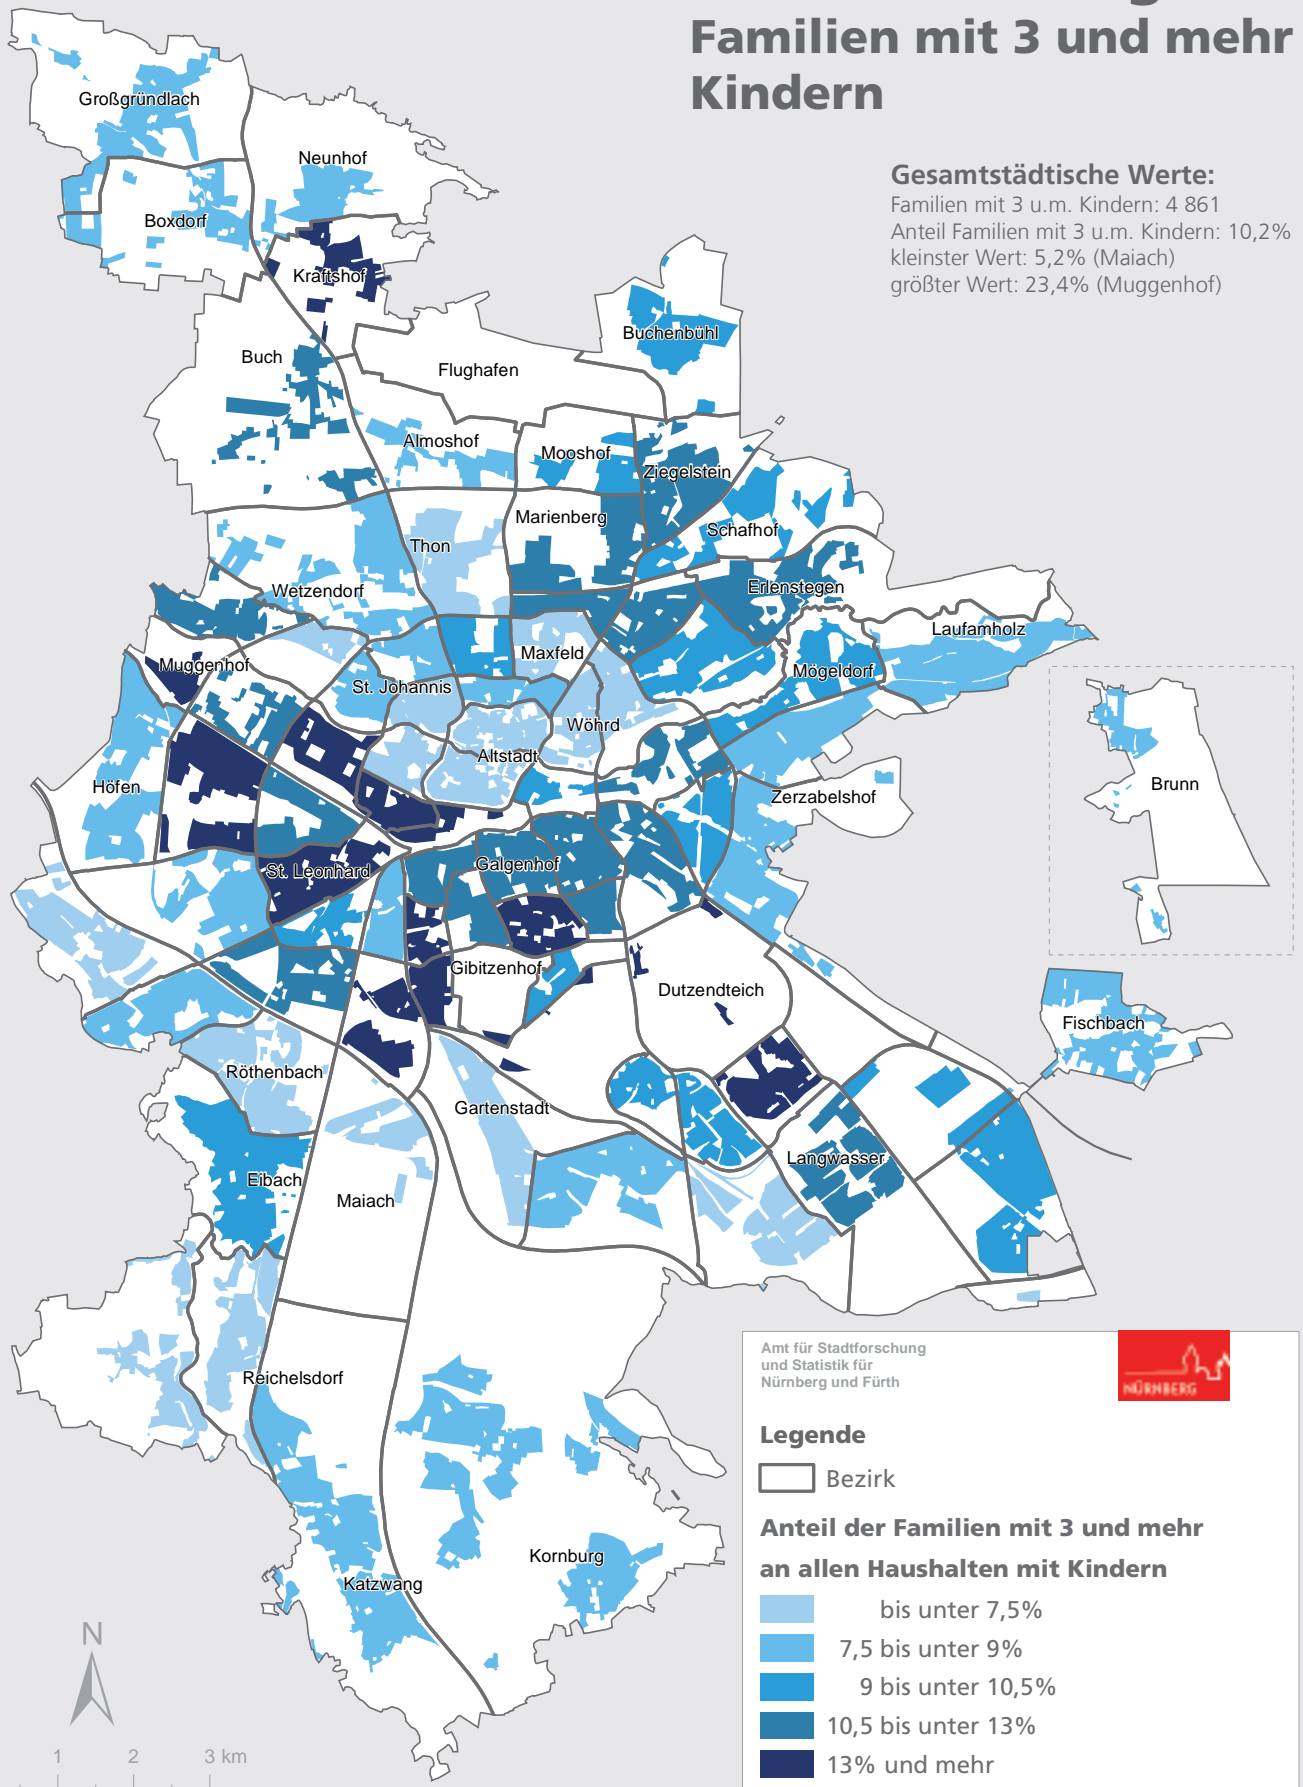 Familien mit 3 und mehr
Kindern
Gesamtstädtische Werte:
Familien mit 3 u.m. Kindern: 4 861
Anteil Familien mit 3 u.m. Kindern: 10,2%
kleinster Wert: 5,2% (Maiach)
größter Wert: 23,4% (Muggenhof)
Großgründlach
Neunhof
Boxdorf
Kraftshof
Buchenbühl
Buch
Flughafen
Almoshof
Mooshof
Ziegelstein
Marienberg
Schafhof
Thon
Wetzendorf
Erlenstegen
Laufamholz
Maxfeld
Muggenhof
Mögeldorf
St. Johannis
Wöhrd
Altstadt
Höfen
Zerzabelshof
Brunn
St. Leonhard
Galgenhof
Gibitzenhof
Dutzendteich
Fischbach
Röthenbach
Gartenstadt
Langwasser
Eibach
Maiach
Reichelsdorf
Kornburg
Katzwang
Amt für Stadtforschung
und Statistik für
Nürnberg und Fürth
NÜRNBERG
Legende
Bezirk
Anteil der Familien mit 3 und mehr
an allen Haushalten mit Kindern
bis unter 7,5%
7,5 bis unter 9%
9 bis unter 10,5%
10,5 bis unter 13%
13% und mehr
N
1 2 3 km